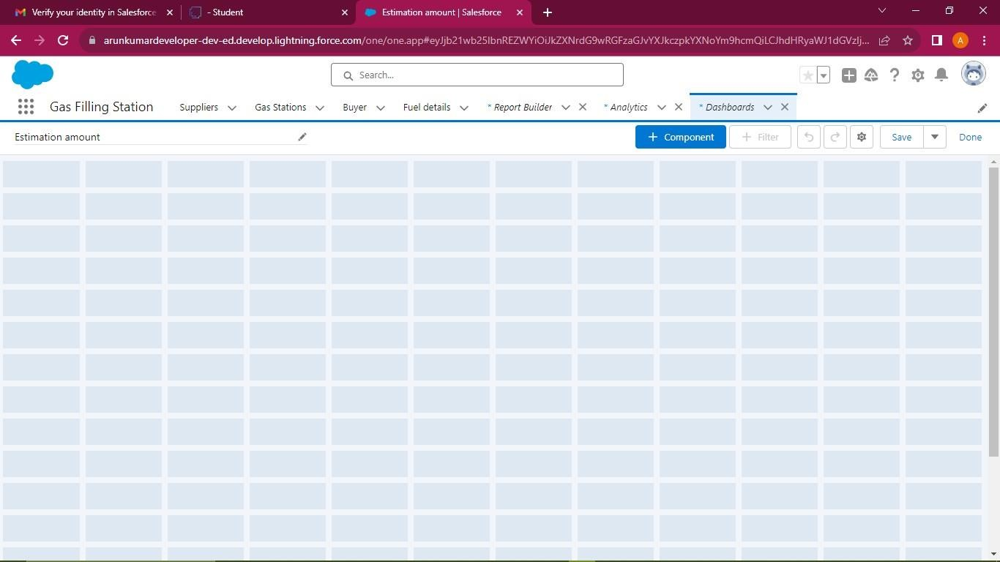 Verify your identity in Salesforce
- Student
Estimation amount | Salesforce
arunkumardeveloper-dev-ed.develop.lightning.force.com/one/one.app#eyJjb21wb25lbnREZWYiOiJkZXNrdG9wRGFzaGJvYXJkczpkYXNoYm9hcmQiLCJhdHRyaWJ1dGVzIj...
A
Search...
Gas Filling Station
Suppliers
Gas Stations
Buyer
Fuel details
* Report Builder
* Analytics
* Dashboards
Estimation amount
+ Component
+ Filter
Save
Done